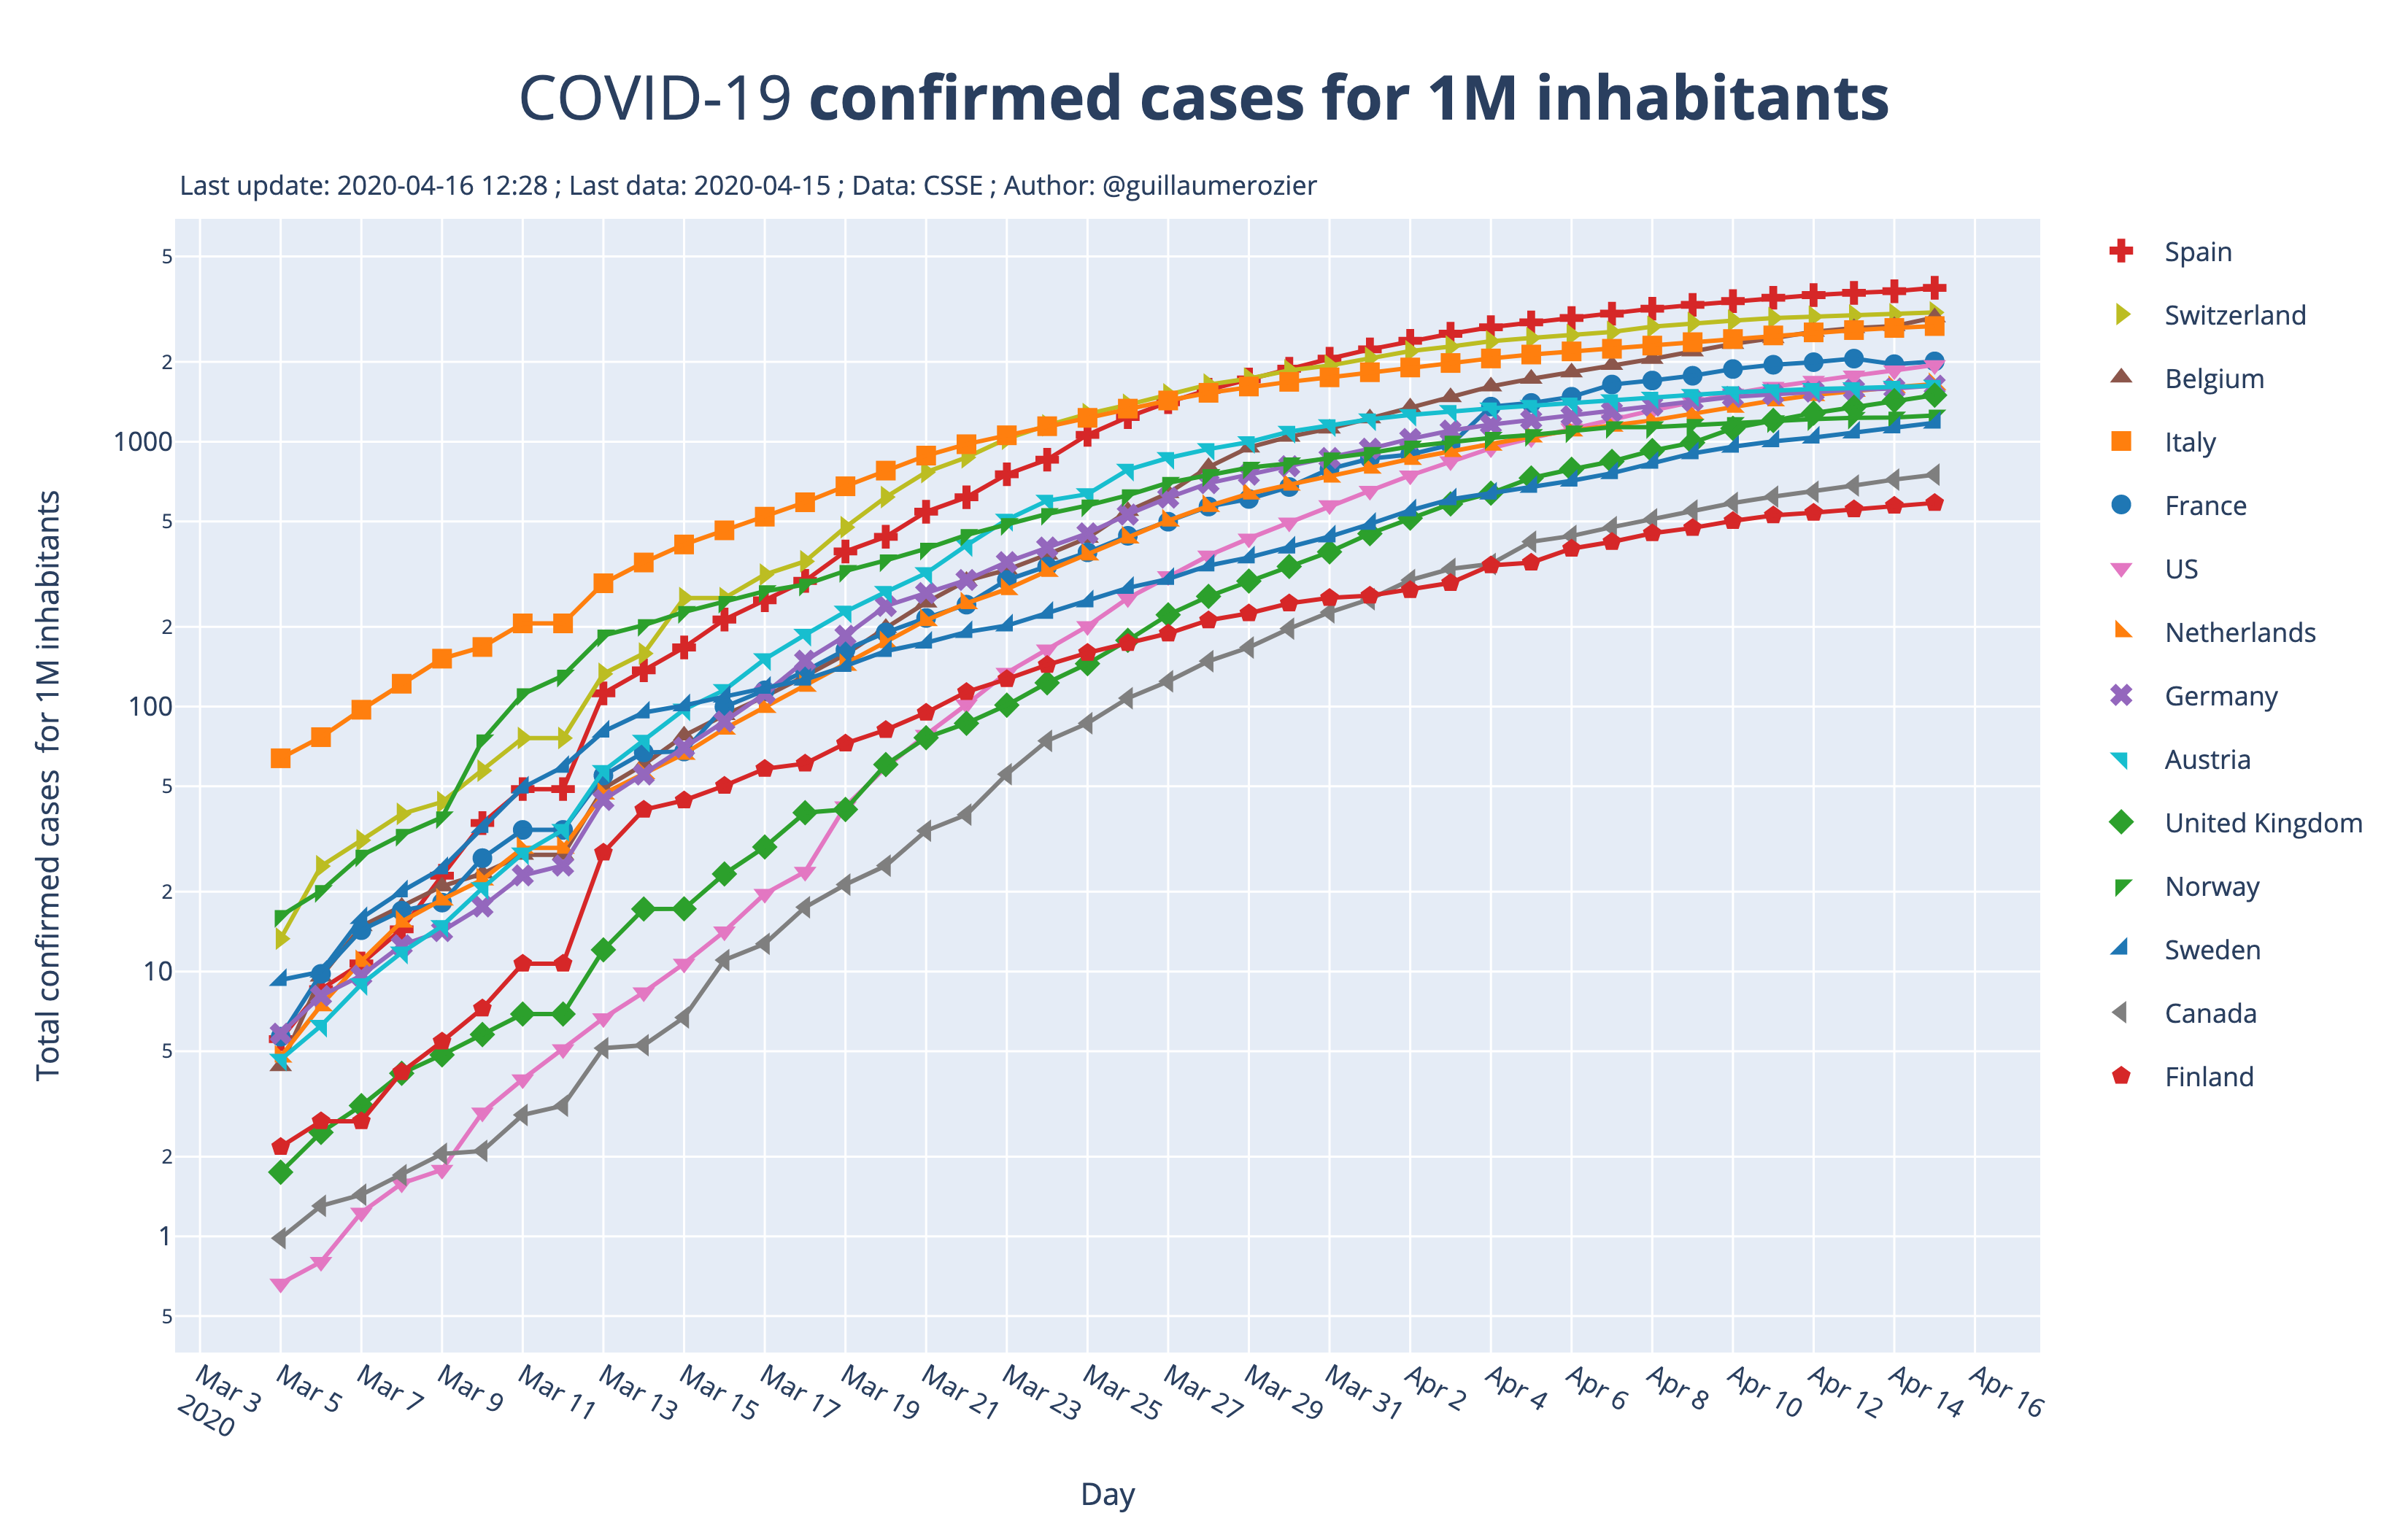 COVID-19 confirmed cases for 1M inhabitants
Last update: 2020-04-16 12:28 ; Last data: 2020-04-15 ; Data: CSSE ; Author: @guillaumerozier
Total confirmed cases for 1M inhabitants
5
2
1000
5
2
100
5
2
10
5
2
1
5
Mar 3
2020
Mar 5
Mar 7
Mar 9
Mar 11
Mar 13
Mar 15
Mar 17
Mar 19
Mar 21
Mar 23
Mar 25
Mar 27
Mar 29
Mar 31
Apr 2
Apr 4
Apr 6
Apr 8
Apr 10
Apr 12
Apr 14
Apr 16
Day
Spain
Switzerland
Belgium
Italy
France
US
Netherlands
Germany
Austria
United Kingdom
Norway
Sweden
Canada
Finland